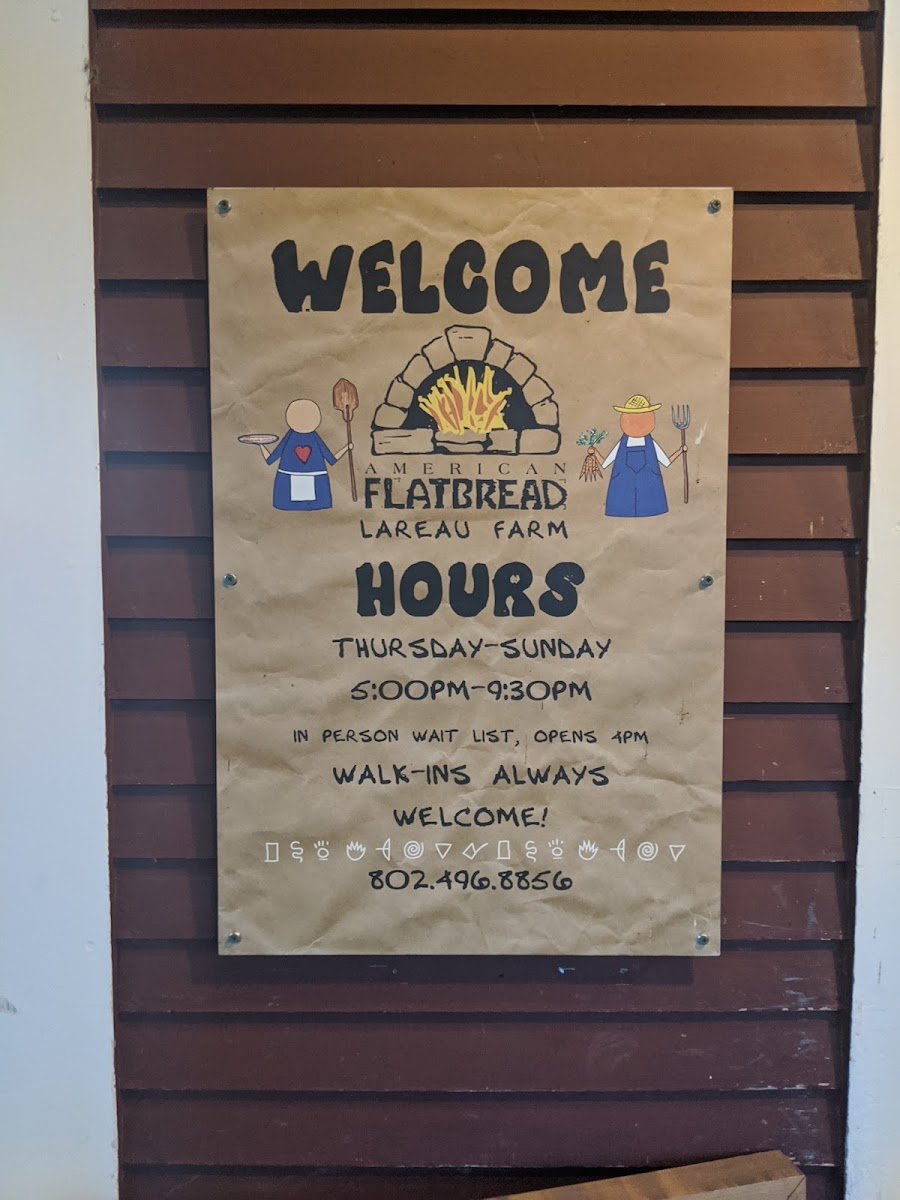 WELCOME
AMERICAN
FLATBREAD
LAREAU FARM
HOURS
THURSDAY-SUNDAY
5:00PM-9:30PM
IN PERSON WAIT LIST, OPENS 4PM
WALK-INS ALWAYS
WELCOME!
802.496.8856